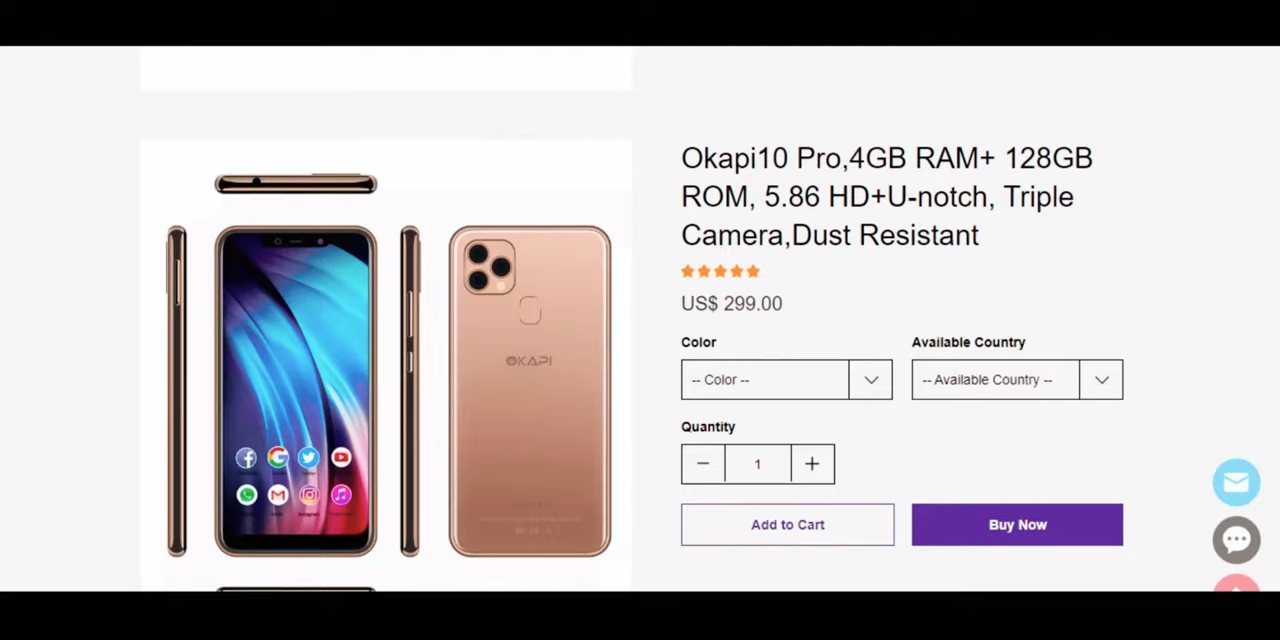 Okapi10 Pro,4GB RAM+ 128GB
ROM, 5.86 HD+U-notch, Triple
Camera,Dust Resistant
US$ 299.00
Color
Available Country
-- Color --
-- Available Country --
Quantity
− 1 +
Add to Cart
Buy Now
OKAPI